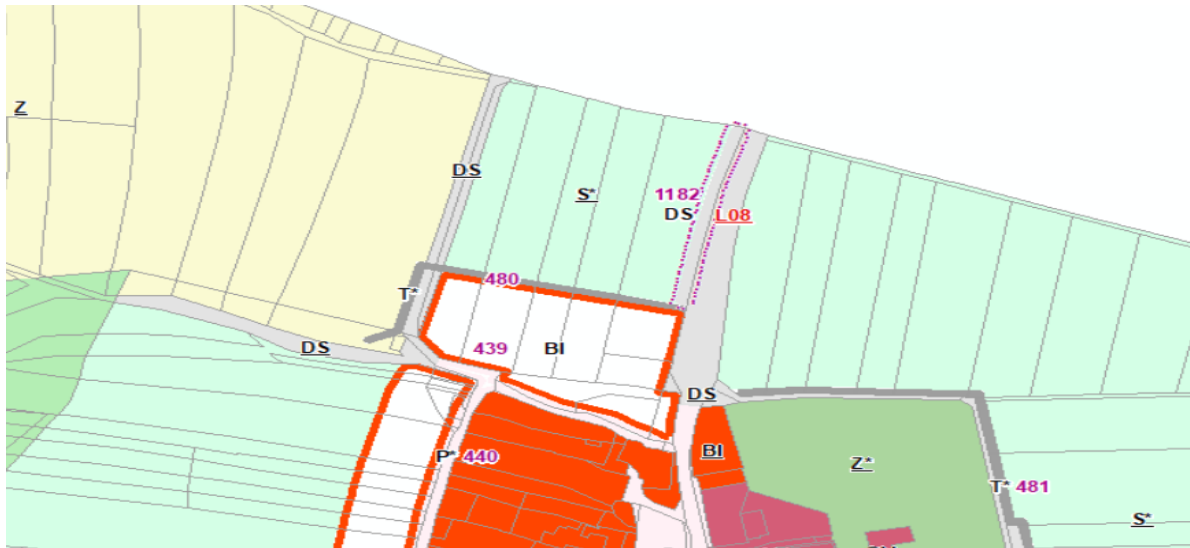 Z
DS
S*
1182
DS
L08
480
T*
DS
439
BI
DS
P* 440
BI
Z*
T* 481
S*